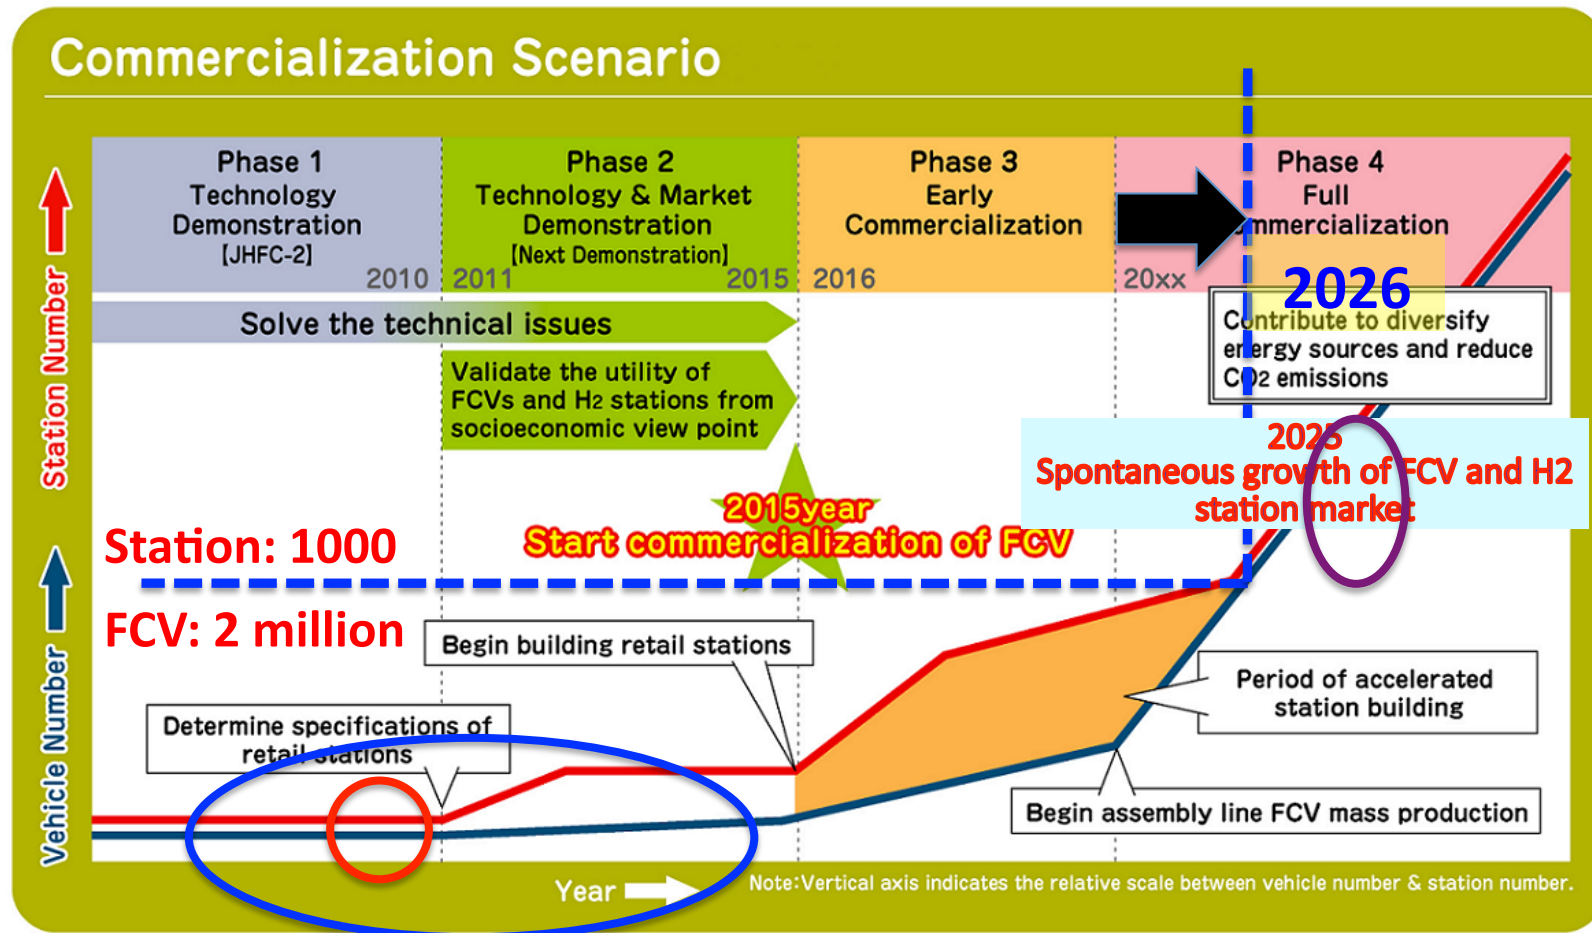 Commercialization Scenario
Phase 1
Technology
Demonstration
【JHFC-2】
2010
Phase 2
Technology & Market
Demonstration
【Next Demonstration】
2011
2015
Phase 3
Early
Commercialization
2016
Phase 4
Full
ommercialization
20xx
2026
Solve the technical issues
Validate the utility of
FCVs and H2 stations from
socioeconomic view point
Contribute to diversify
energy sources and reduce
CO2 emissions
2025
Spontaneous growth of FCV and H2
station market
2015year
Start commercialization of FCV
Station: 1000
FCV: 2 million
Begin building retail stations
Determine specifications of
retail stations
Period of accelerated
station building
Begin assembly line FCV mass production
Station Number
Vehicle Number
Year
Note:Vertical axis indicates the relative scale between vehicle number & station number.